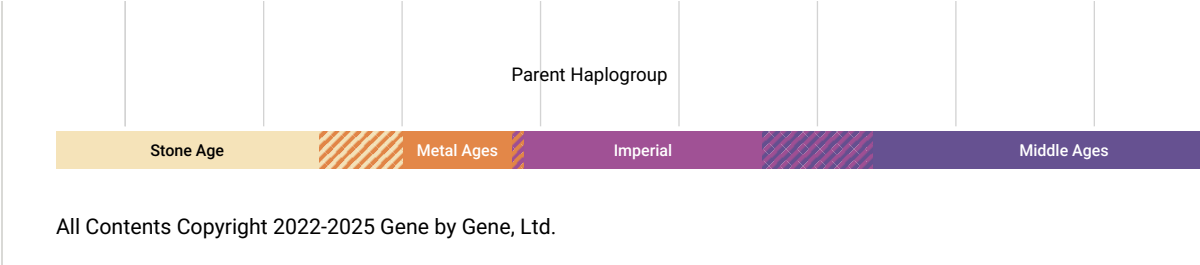 Parent Haplogroup
Stone Age Metal Ages Imperial Middle Ages
All Contents Copyright 2022-2025 Gene by Gene, Ltd.